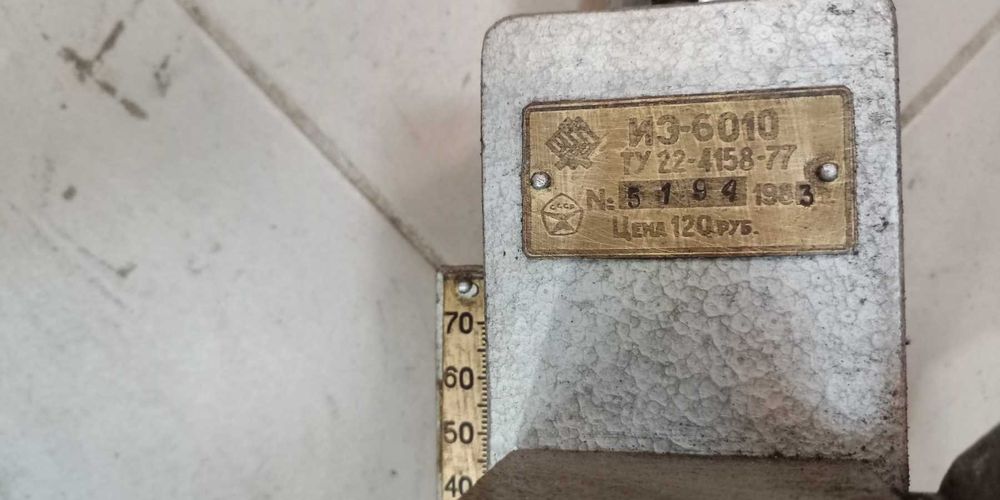 ИЭ-6010
ТУ 22-4158-77
№ 5194 1983
СССР
Цена 120 руб.
70
60
50
40